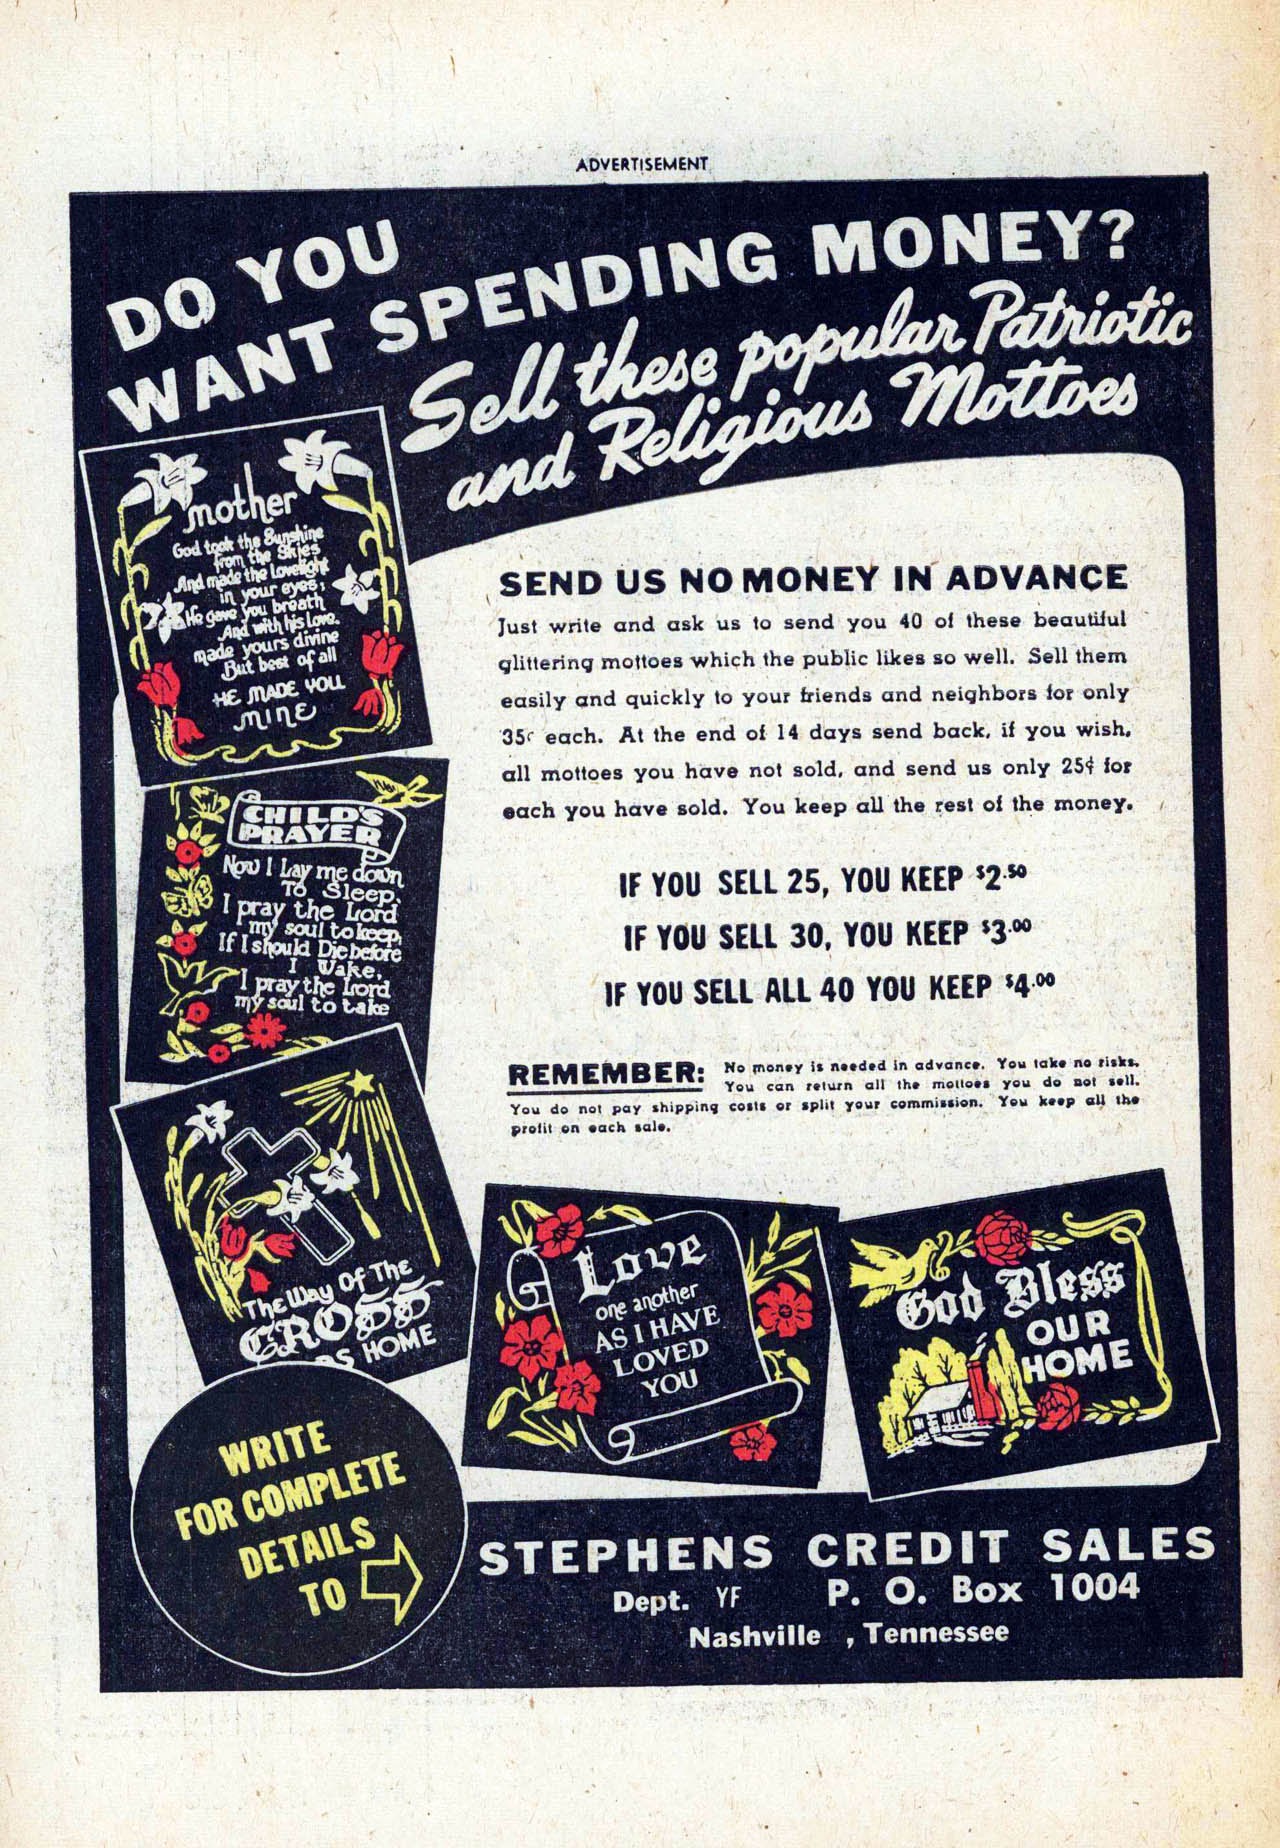 ADVERTISEMENT
DO YOU
WANT SPENDING MONEY?
Sell these popular Patriotic
and Religious Mottoes
mother
God took the Sunshine
from the Skies
And made the Lovelight
in your eyes;
He gave you breath
And with his Love
made yours divine
But best of all
HE MADE YOU
MINE
CHILD'S
PRAYER
Now I Lay me down
To Sleep,
I pray the Lord
my soul to keep,
If I should Die before
I Wake,
I pray the Lord
my soul to take
The Way Of The
CROSS
DS HOME
SEND US NO MONEY IN ADVANCE
Just write and ask us to send you 40 of these beautiful
glittering mottoes which the public likes so well. Sell them
easily and quickly to your friends and neighbors for only
35¢ each. At the end of 14 days send back, if you wish,
all mottoes you have not sold, and send us only 25¢ for
each you have sold. You keep all the rest of the money.
IF YOU SELL 25, YOU KEEP $2.50
IF YOU SELL 30, YOU KEEP $3.00
IF YOU SELL ALL 40 YOU KEEP $4.00
REMEMBER: No money is needed in advance. You take no risks.
You can return all the mottoes you do not sell.
You do not pay shipping costs or split your commission. You keep all the
profit on each sale.
Love
one another
AS I HAVE
LOVED
YOU
God Bless
OUR
HOME
WRITE
FOR COMPLETE
DETAILS
TO
STEPHENS CREDIT SALES
Dept. YF P. O. Box 1004
Nashville , Tennessee